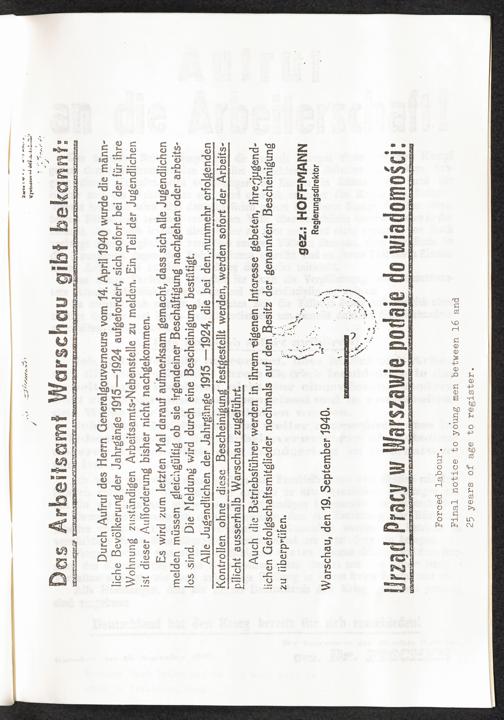 Das Arbeitsamt Warschau gibt bekannt:
Durch Aufruf des Herrn Generalgouverneurs vom 14. April 1940 wurde die männ-
liche Bevölkerung der Jahrgänge 1915—1924 aufgefordert, sich sofort bei der für ihre
Wohnung zuständigen Arbeitsamts-Nebenstelle zu melden. Ein Teil der Jugendlichen
ist dieser Aufforderung bisher nicht nachgekommen.
Es wird zum letzten Mal darauf aufmerksam gemacht, dass sich alle Jugendlichen
melden müssen gleichgültig ob sie irgendeiner Beschäftigung nachgehen oder arbeits-
los sind. Die Meldung wird durch eine Bescheinigung bestätigt.
Alle Jugendlichen der Jahrgänge 1915—1924, die bei den nunmehr erfolgenden
Kontrollen ohne diese Bescheinigung festgestellt werden, werden sofort der Arbeits-
pflicht ausserhalb Warschau zugeführt.
Auch die Betriebsführer werden in ihrem eigenen Interesse gebeten, ihre jugend-
lichen Gefolgschaftsmitglieder nochmals auf den Besitz der genannten Bescheinigung
zu überprüfen.
gez.: HOFFMANN
Regierungsdirektor
Warschau, den 19. September 1940.
Urząd Pracy w Warszawie podaje do wiadomości:
Forced labour.
Final notice to young men between 16 and
25 years of age to register.